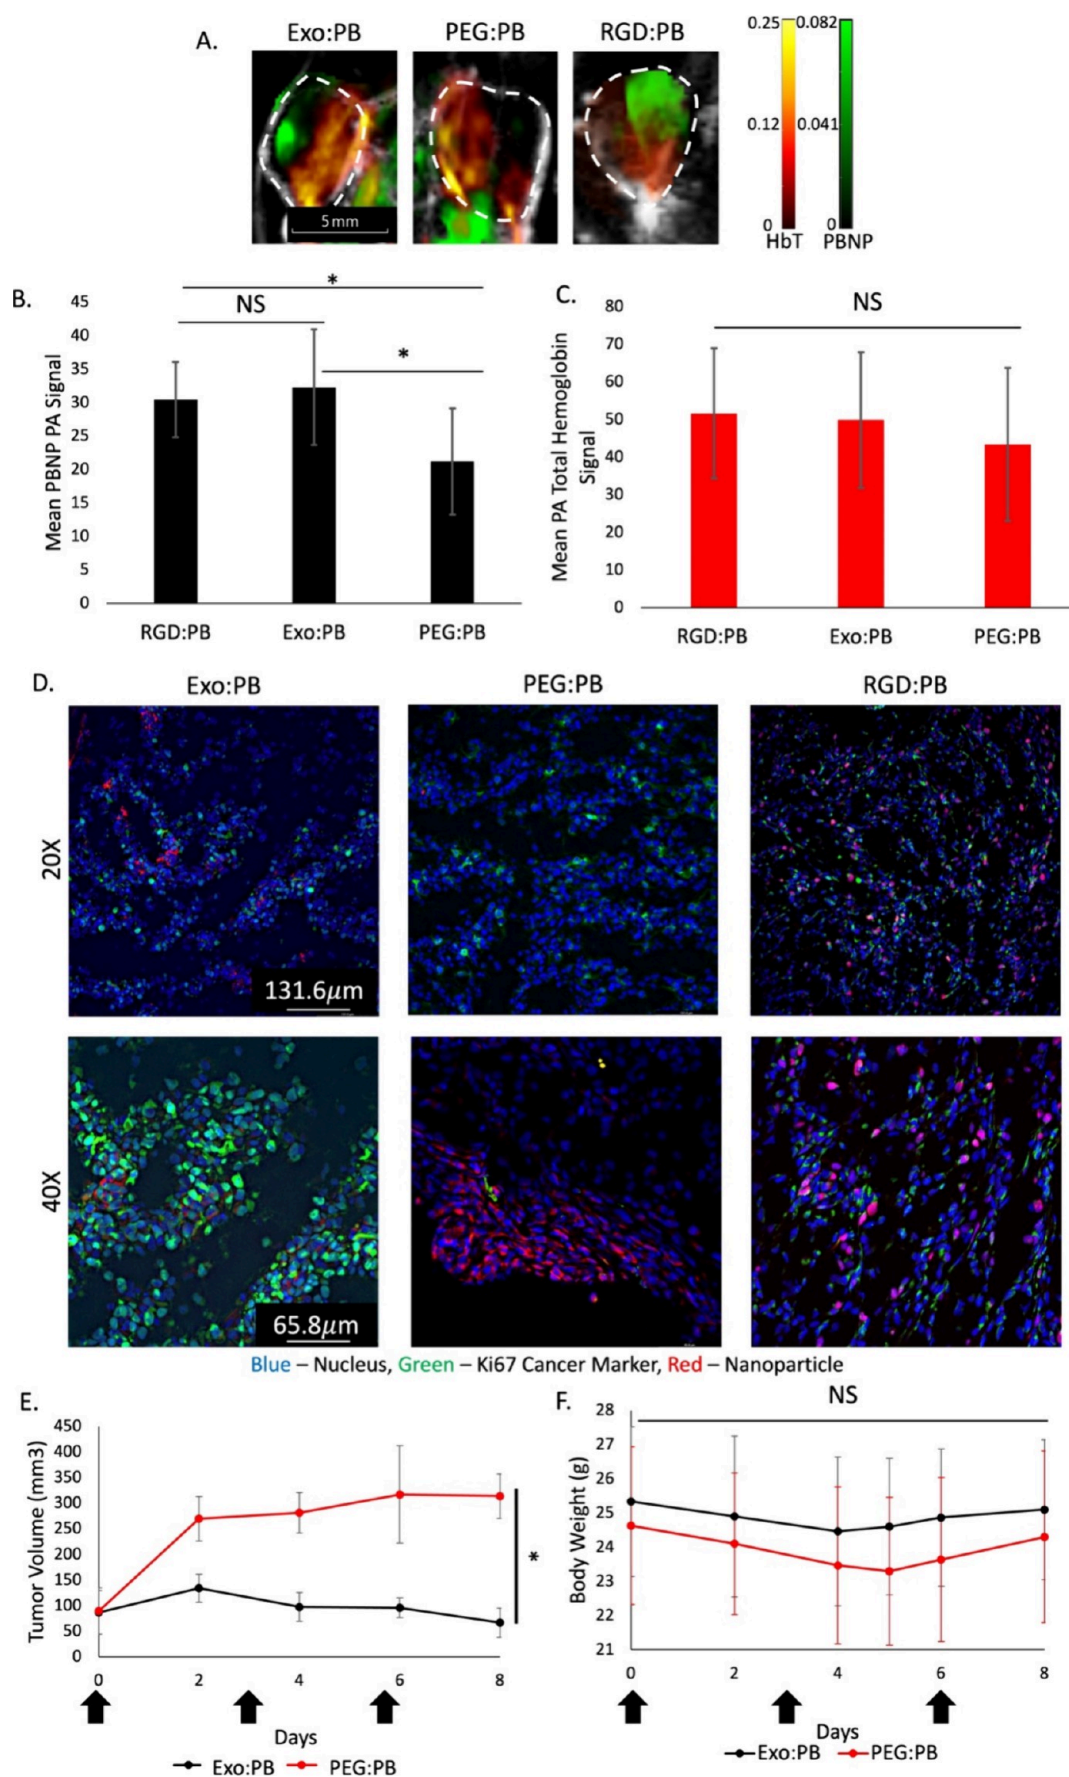 A.
Exo:PB PEG:PB RGD:PB
5mm
0.25 0.082
0.12 0.041
0 0
HbT PBNP
B.
Mean PBNP PA Signal
45
40
35
30
25
20
15
10
5
0
*
NS
*
RGD:PB Exo:PB PEG:PB
C.
Mean PA Total Hemoglobin
Signal
80
70
60
50
40
30
20
10
0
NS
RGD:PB Exo:PB PEG:PB
D.
Exo:PB PEG:PB RGD:PB
20X
131.6μm
40X
65.8μm
Blue – Nucleus, Green – Ki67 Cancer Marker, Red – Nanoparticle
E.
Tumor Volume (mm3)
450
400
350
300
250
200
150
100
50
0
*
0 2 4 6 8
Days
Exo:PB PEG:PB
F.
NS
Body Weight (g)
28
27
26
25
24
23
22
21
0 2 4 6 8
Days
Exo:PB PEG:PB